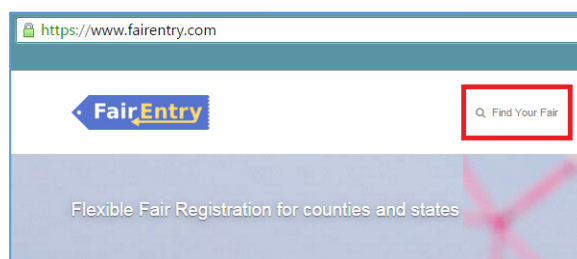 https://www.fairentry.com
FairEntry
Find Your Fair
Flexible Fair Registration for counties and states